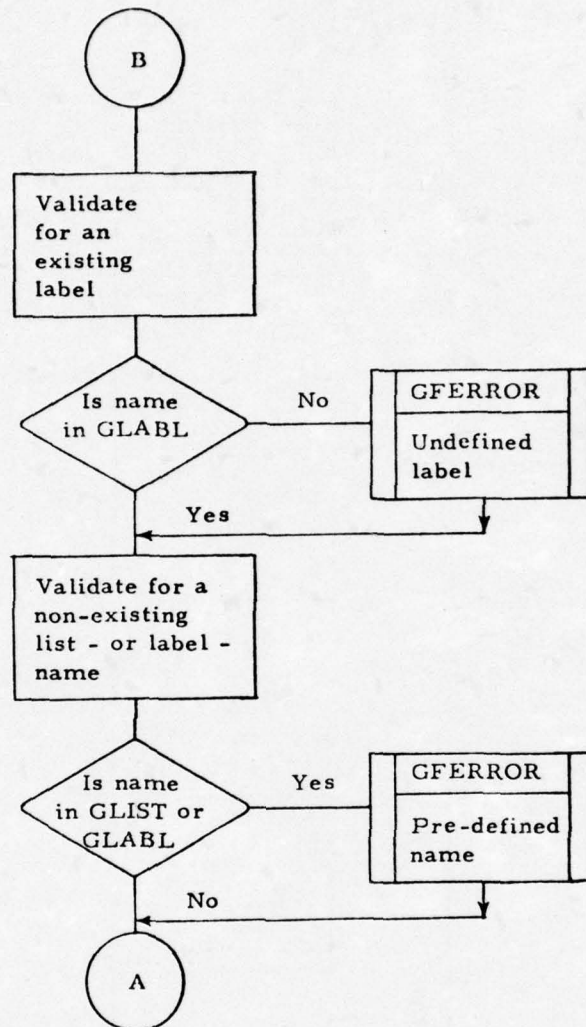 B
Validate
for an
existing
label
Is name
in GLABL
No
GFERROR
Undefined
label
Yes
Validate for a
non-existing
list - or label -
name
Is name
in GLIST or
GLABL
Yes
GFERROR
Pre-defined
name
No
A